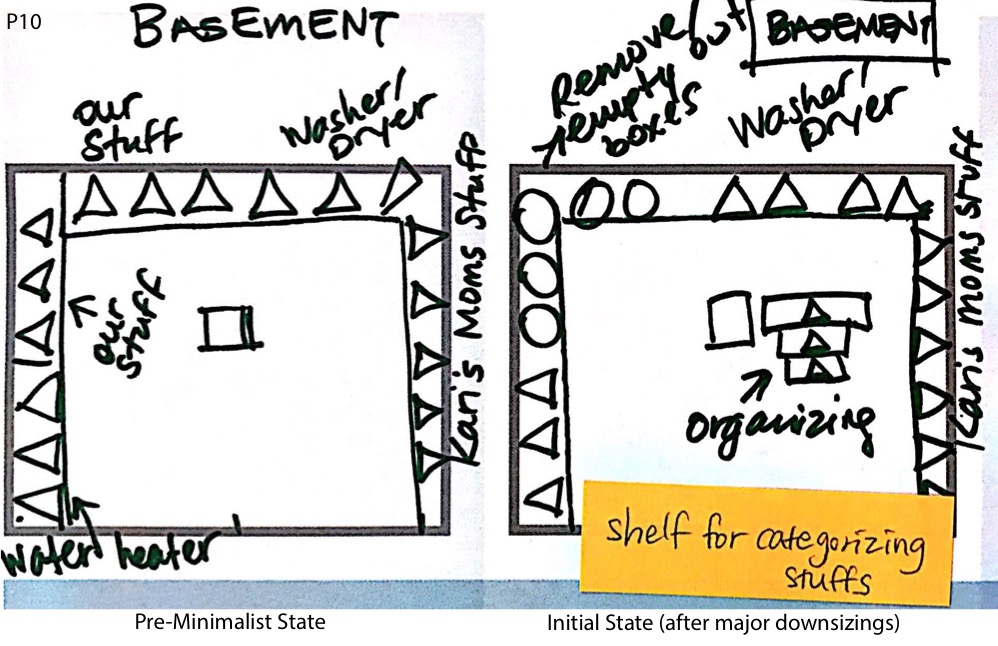 P10
BASEMENT
our
Stuff
Washer/
Dryer
Kari's Moms Stuff
our
stuff
water heater
Pre-Minimalist State
Remove/out
empty
boxes
BASEMENT
Washer/
Dryer
Karis moms stuff
organizing
shelf for categorizing
stuffs
Initial State (after major downsizings)